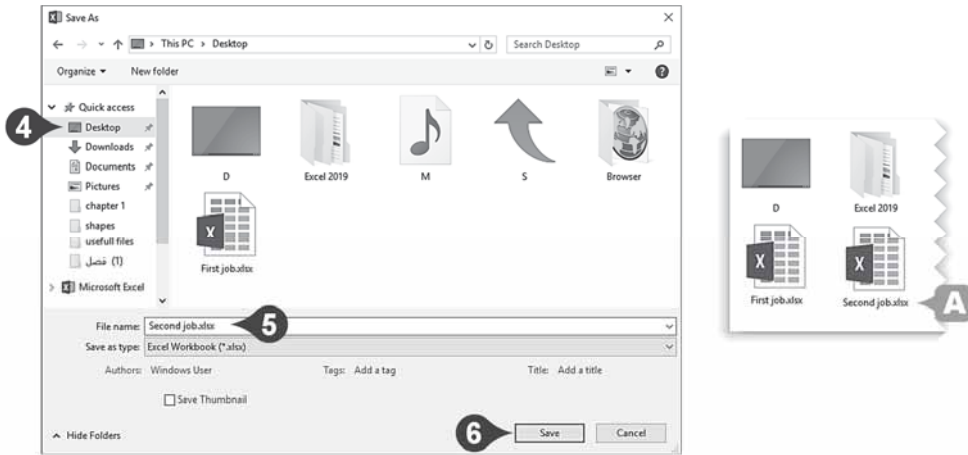 Save As
This PC > Desktop
Search Desktop
Organize
New folder
Quick access
4
Desktop
Downloads
Documents
Pictures
chapter 1
shapes
usefull files
فصل (1)
Microsoft Excel
D
Excel 2019
M
S
Browser
X
First job.xlsx
File name: Second job.xlsx
5
Save as type: Excel Workbook (*.xlsx)
Authors: Windows User
Tags: Add a tag
Title: Add a title
Save Thumbnail
Hide Folders
6
Save
Cancel
D
Excel 2019
X
X
First job.xlsx
Second job.xlsx
A